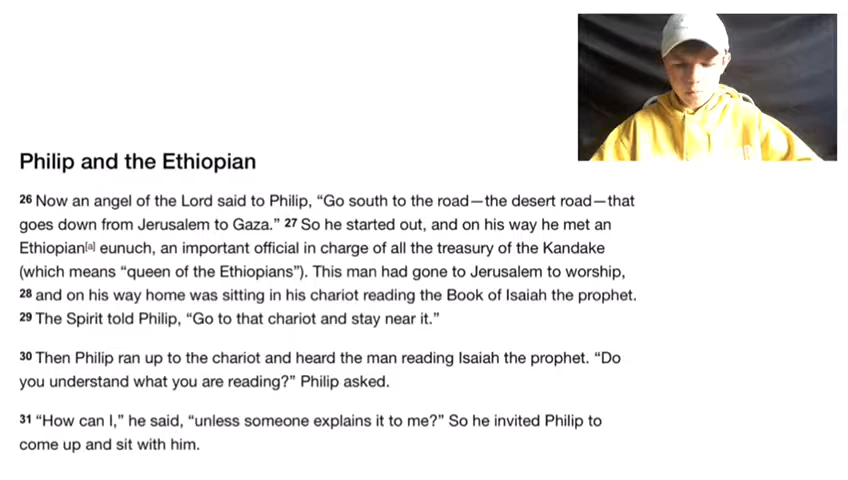 Philip and the Ethiopian
26 Now an angel of the Lord said to Philip, “Go south to the road—the desert road—that
goes down from Jerusalem to Gaza.” 27 So he started out, and on his way he met an
Ethiopian[a] eunuch, an important official in charge of all the treasury of the Kandake
(which means “queen of the Ethiopians”). This man had gone to Jerusalem to worship,
28 and on his way home was sitting in his chariot reading the Book of Isaiah the prophet.
29 The Spirit told Philip, “Go to that chariot and stay near it.”
30 Then Philip ran up to the chariot and heard the man reading Isaiah the prophet. “Do
you understand what you are reading?” Philip asked.
31 “How can I,” he said, “unless someone explains it to me?” So he invited Philip to
come up and sit with him.